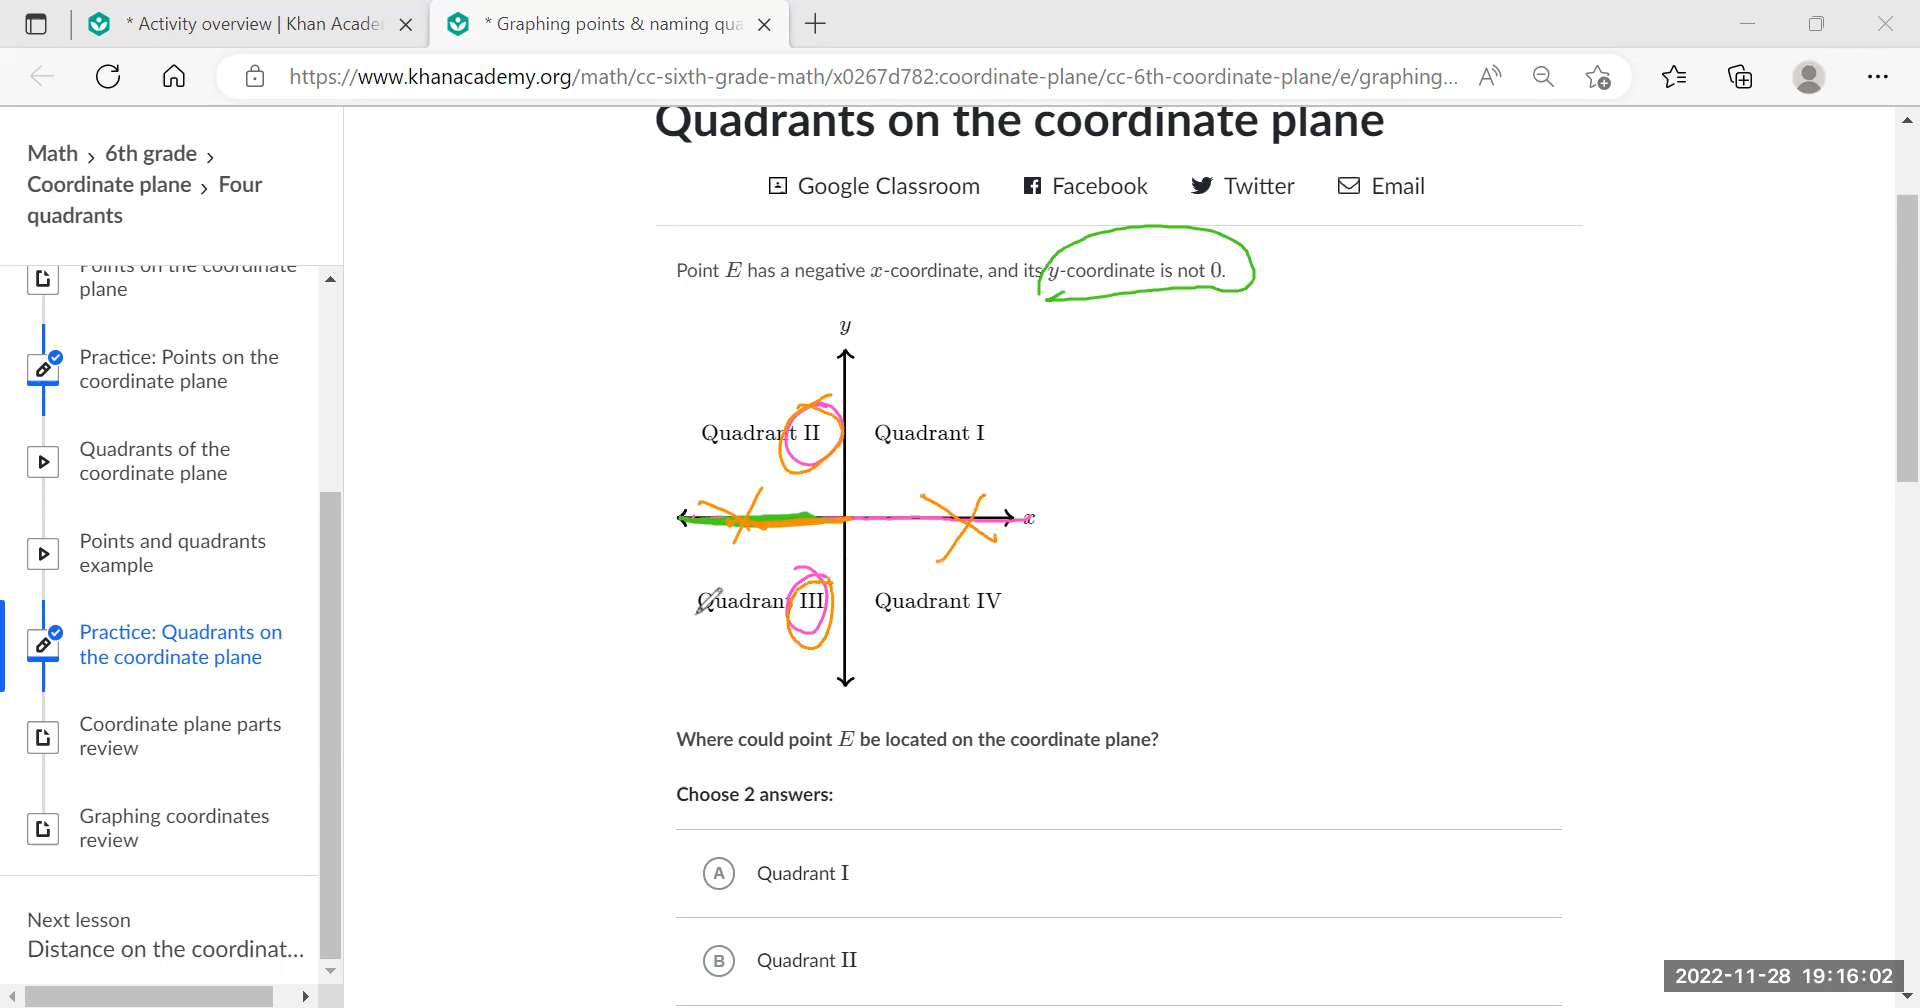 * Activity overview | Khan Acade
* Graphing points & naming qua
https://www.khanacademy.org/math/cc-sixth-grade-math/x0267d782:coordinate-plane/cc-6th-coordinate-plane/e/graphing...
Math › 6th grade ›
Coordinate plane › Four
quadrants
Points on the coordinate
plane
Practice: Points on the
coordinate plane
Quadrants of the
coordinate plane
Points and quadrants
example
Practice: Quadrants on
the coordinate plane
Coordinate plane parts
review
Graphing coordinates
review
Next lesson
Distance on the coordinat...
Quadrants on the coordinate plane
Google Classroom
Facebook
Twitter
Email
Point E has a negative x-coordinate, and its y-coordinate is not 0.
y
Quadrant II
Quadrant I
x
Quadrant III
Quadrant IV
Where could point E be located on the coordinate plane?
Choose 2 answers:
A Quadrant I
B Quadrant II
2022-11-28 19:16:02